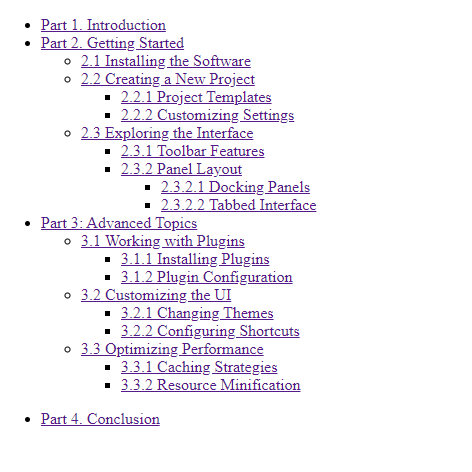 Part 1. Introduction
Part 2. Getting Started
2.1 Installing the Software
2.2 Creating a New Project
2.2.1 Project Templates
2.2.2 Customizing Settings
2.3 Exploring the Interface
2.3.1 Toolbar Features
2.3.2 Panel Layout
2.3.2.1 Docking Panels
2.3.2.2 Tabbed Interface
Part 3: Advanced Topics
3.1 Working with Plugins
3.1.1 Installing Plugins
3.1.2 Plugin Configuration
3.2 Customizing the UI
3.2.1 Changing Themes
3.2.2 Configuring Shortcuts
3.3 Optimizing Performance
3.3.1 Caching Strategies
3.3.2 Resource Minification
Part 4. Conclusion